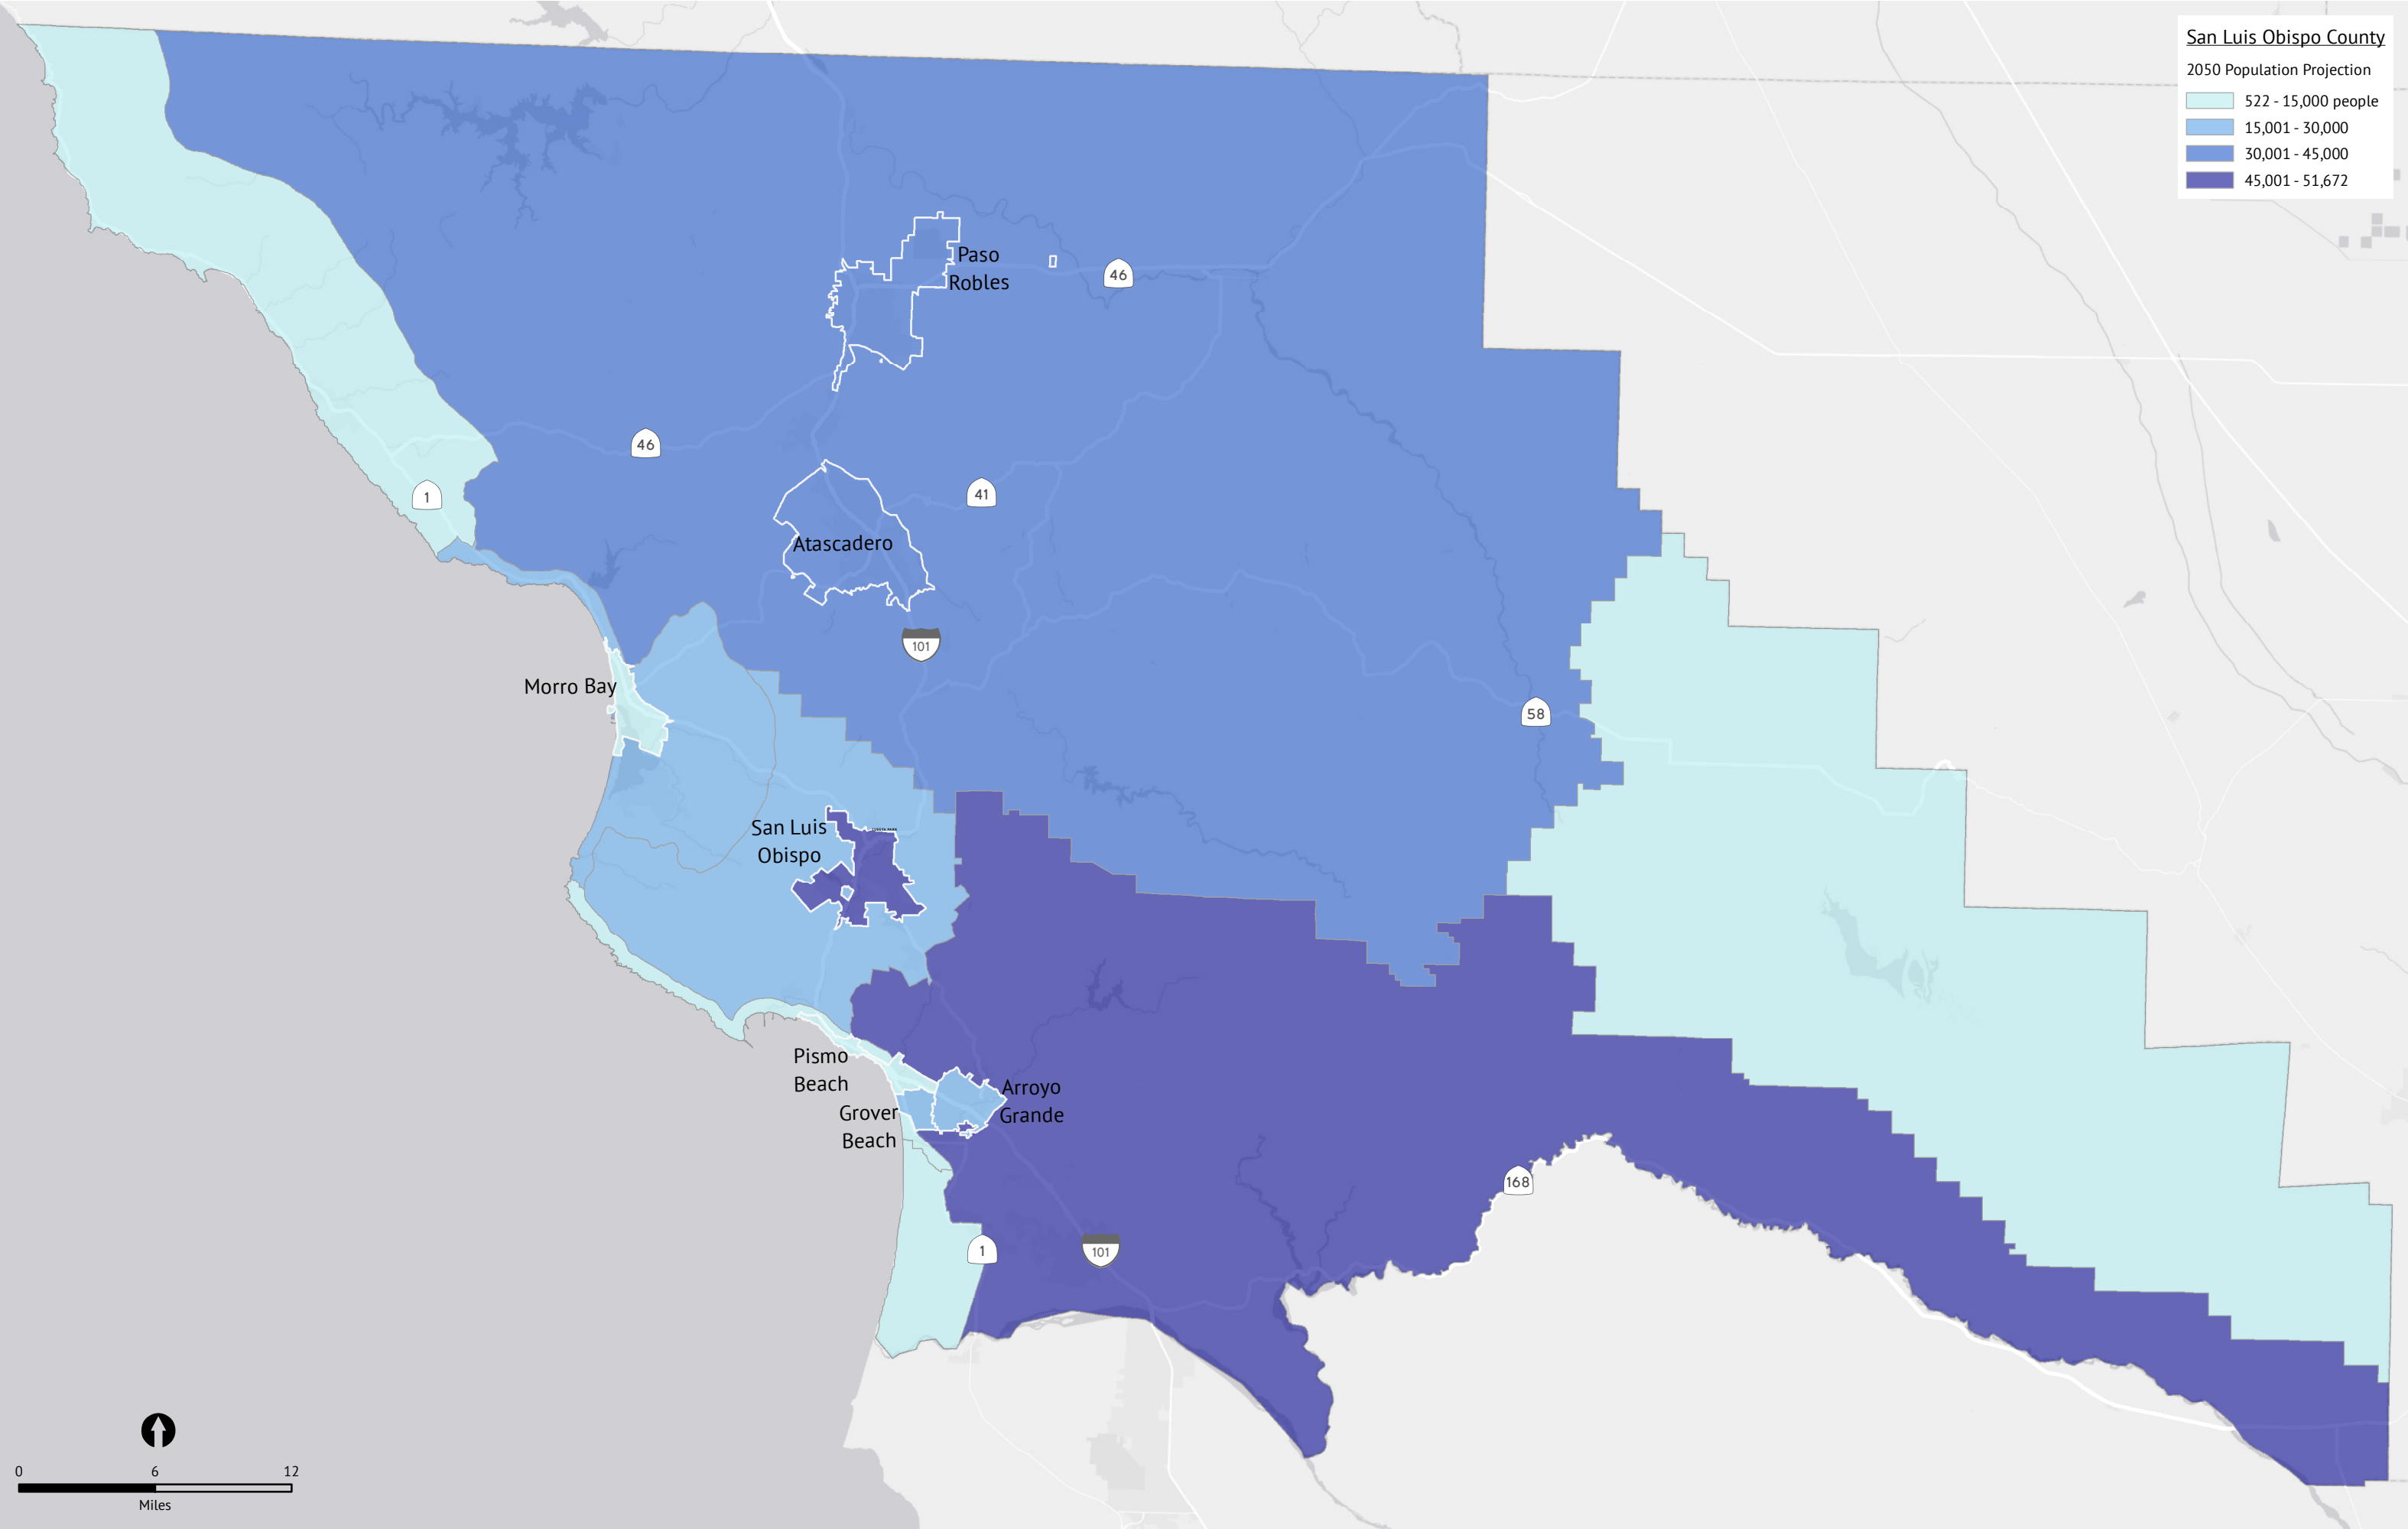 San Luis Obispo County
2050 Population Projection
522 - 15,000 people
15,001 - 30,000
30,001 - 45,000
45,001 - 51,672
Paso
Robles
46
46
1
41
Atascadero
101
Morro Bay
58
San Luis
Obispo
Pismo
Beach
Arroyo
Grande
Grover
Beach
168
1
101
0
6
12
Miles